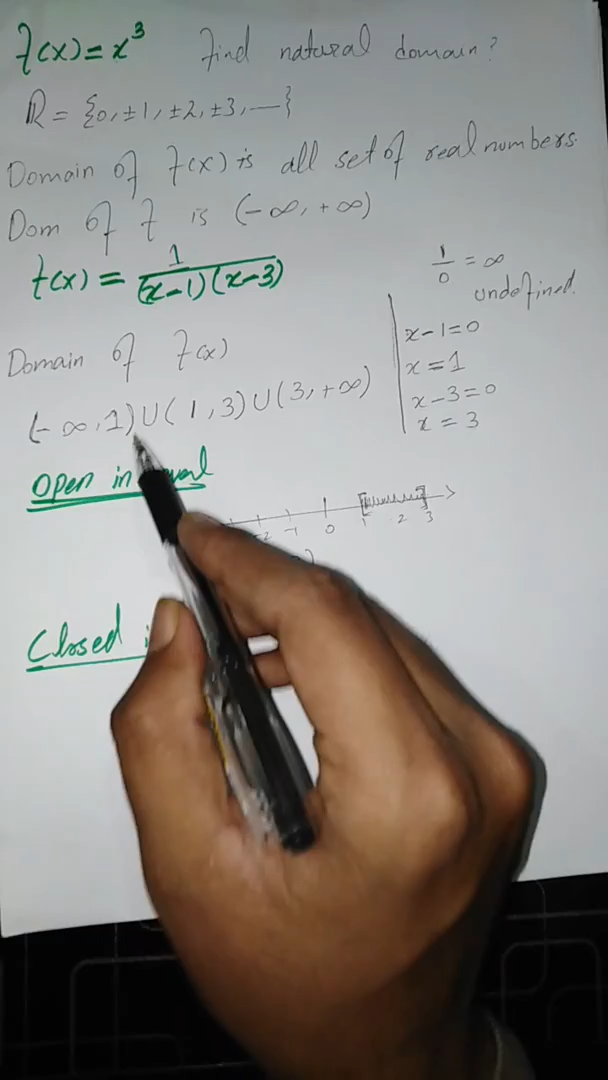 f(x) = x³ Find natural domain?
R = {0, ±1, ±2, ±3, —}
Domain of f(x) is all set of real numbers.
Dom of f is (-∞, +∞)
f(x) = 1/(x-1)(x-3)
1/0 = ∞
undefined.
x-1=0
x=1
x-3=0
x=3
Domain of f(x)
(-∞, 1) ∪ (1, 3) ∪ (3, +∞)
Open in
-2 -1 0 1 2 3
Closed